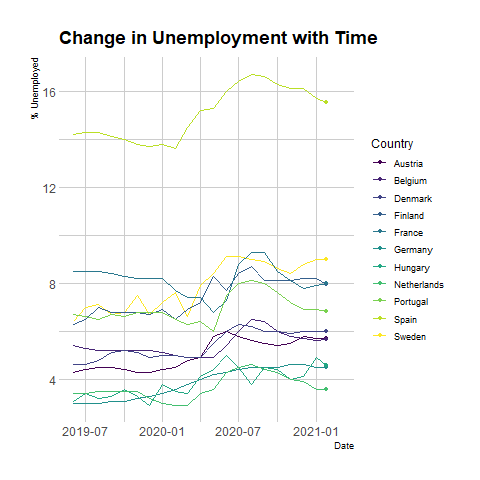 Change in Unemployment with Time
% Unemployed
16
12
8
4
2019-07 2020-01 2020-07 2021-01
Date
Country
Austria
Belgium
Denmark
Finland
France
Germany
Hungary
Netherlands
Portugal
Spain
Sweden